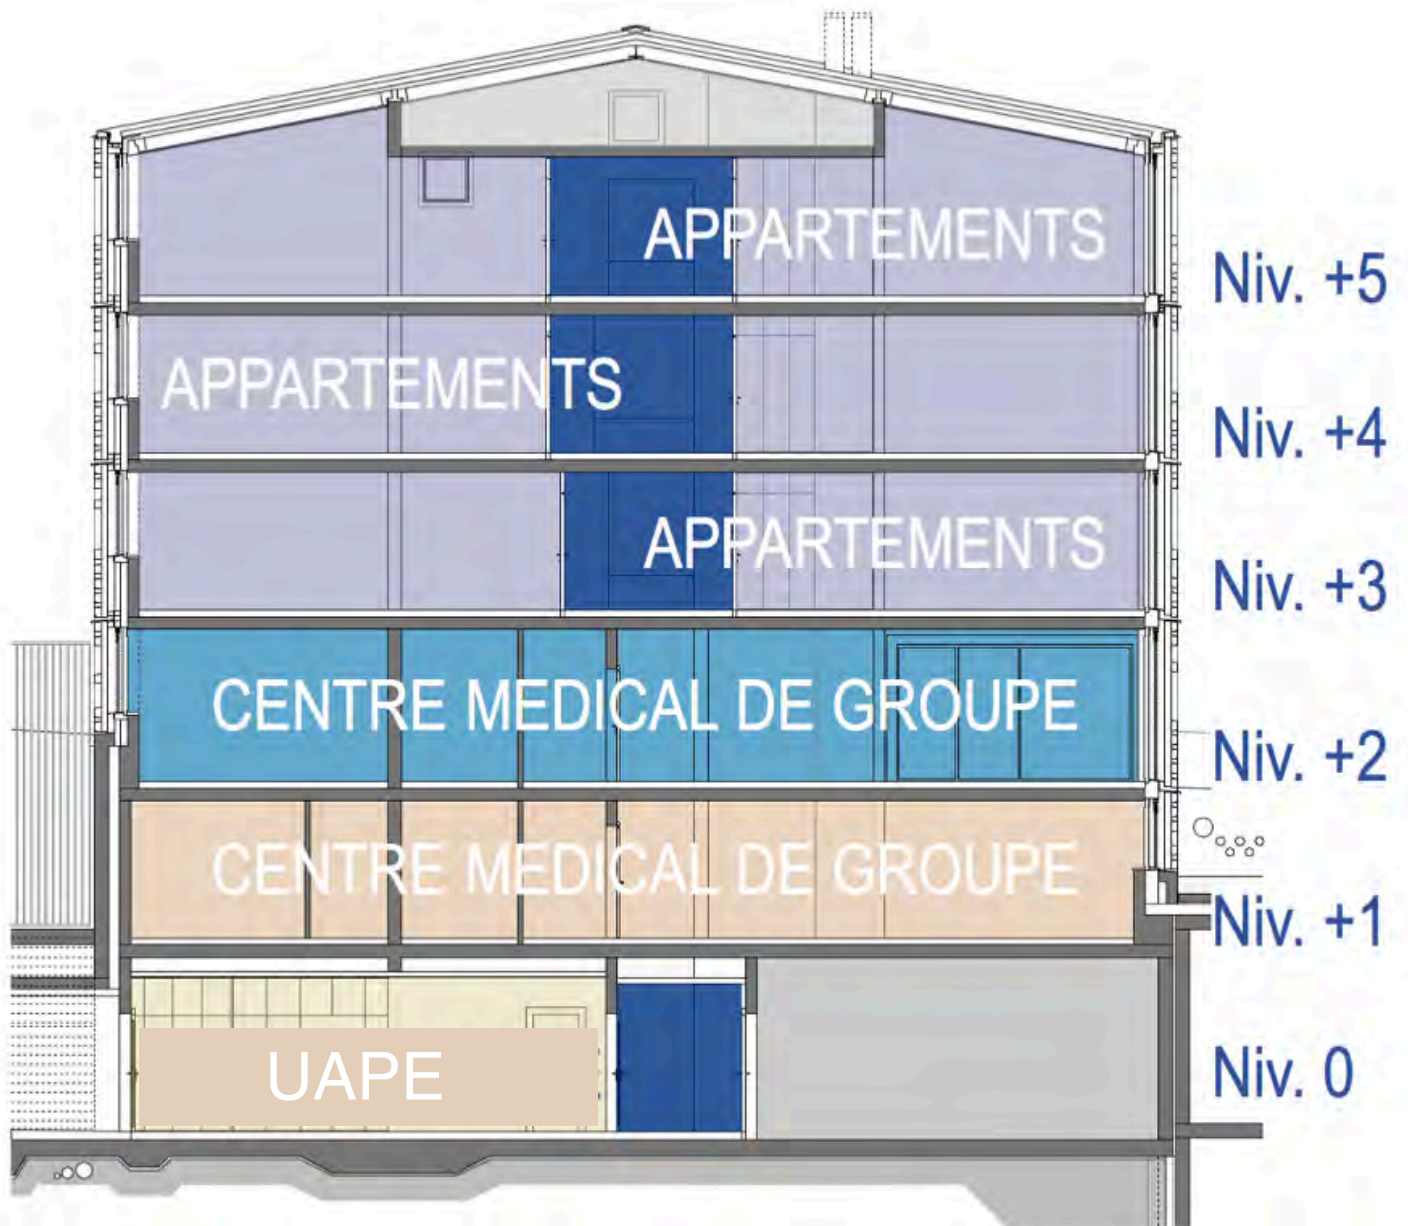 APPARTEMENTS
Niv. +5
APPARTEMENTS
Niv. +4
APPARTEMENTS
Niv. +3
CENTRE MEDICAL DE GROUPE
Niv. +2
CENTRE MEDICAL DE GROUPE
Niv. +1
UAPE
Niv. 0